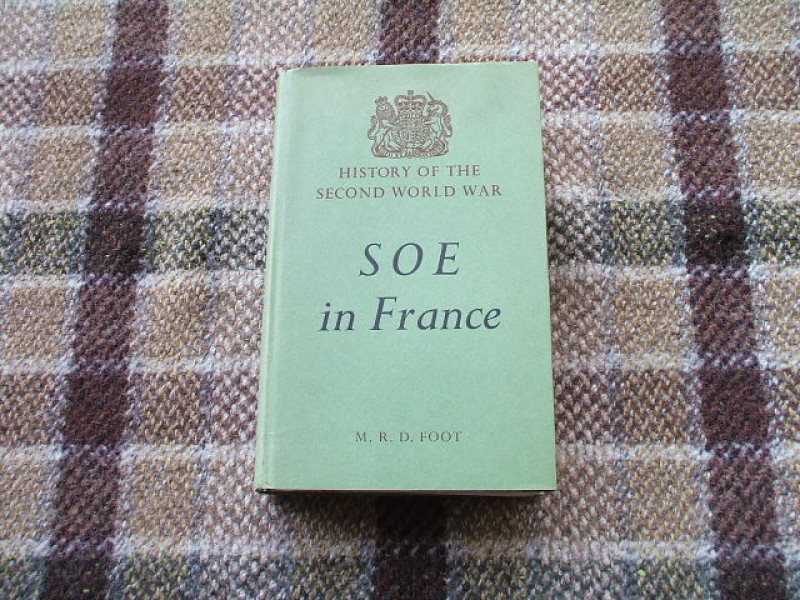 HISTORY OF THE
SECOND WORLD WAR
SOE
in France
M. R. D. FOOT